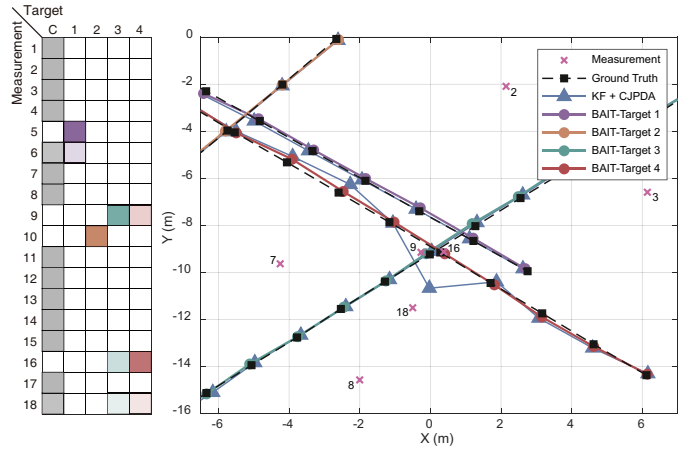 Target
Measurement
C 1 2 3 4
1
2
3
4
5
6
7
8
9
10
11
12
13
14
15
16
17
18
0
-2
-4
-6
-8
-10
-12
-14
-16
Y (m)
-6 -4 -2 0 2 4 6
X (m)
Measurement
Ground Truth
KF + CJPDA
BAIT-Target 1
BAIT-Target 2
BAIT-Target 3
BAIT-Target 4
2
3
9
16
7
18
8